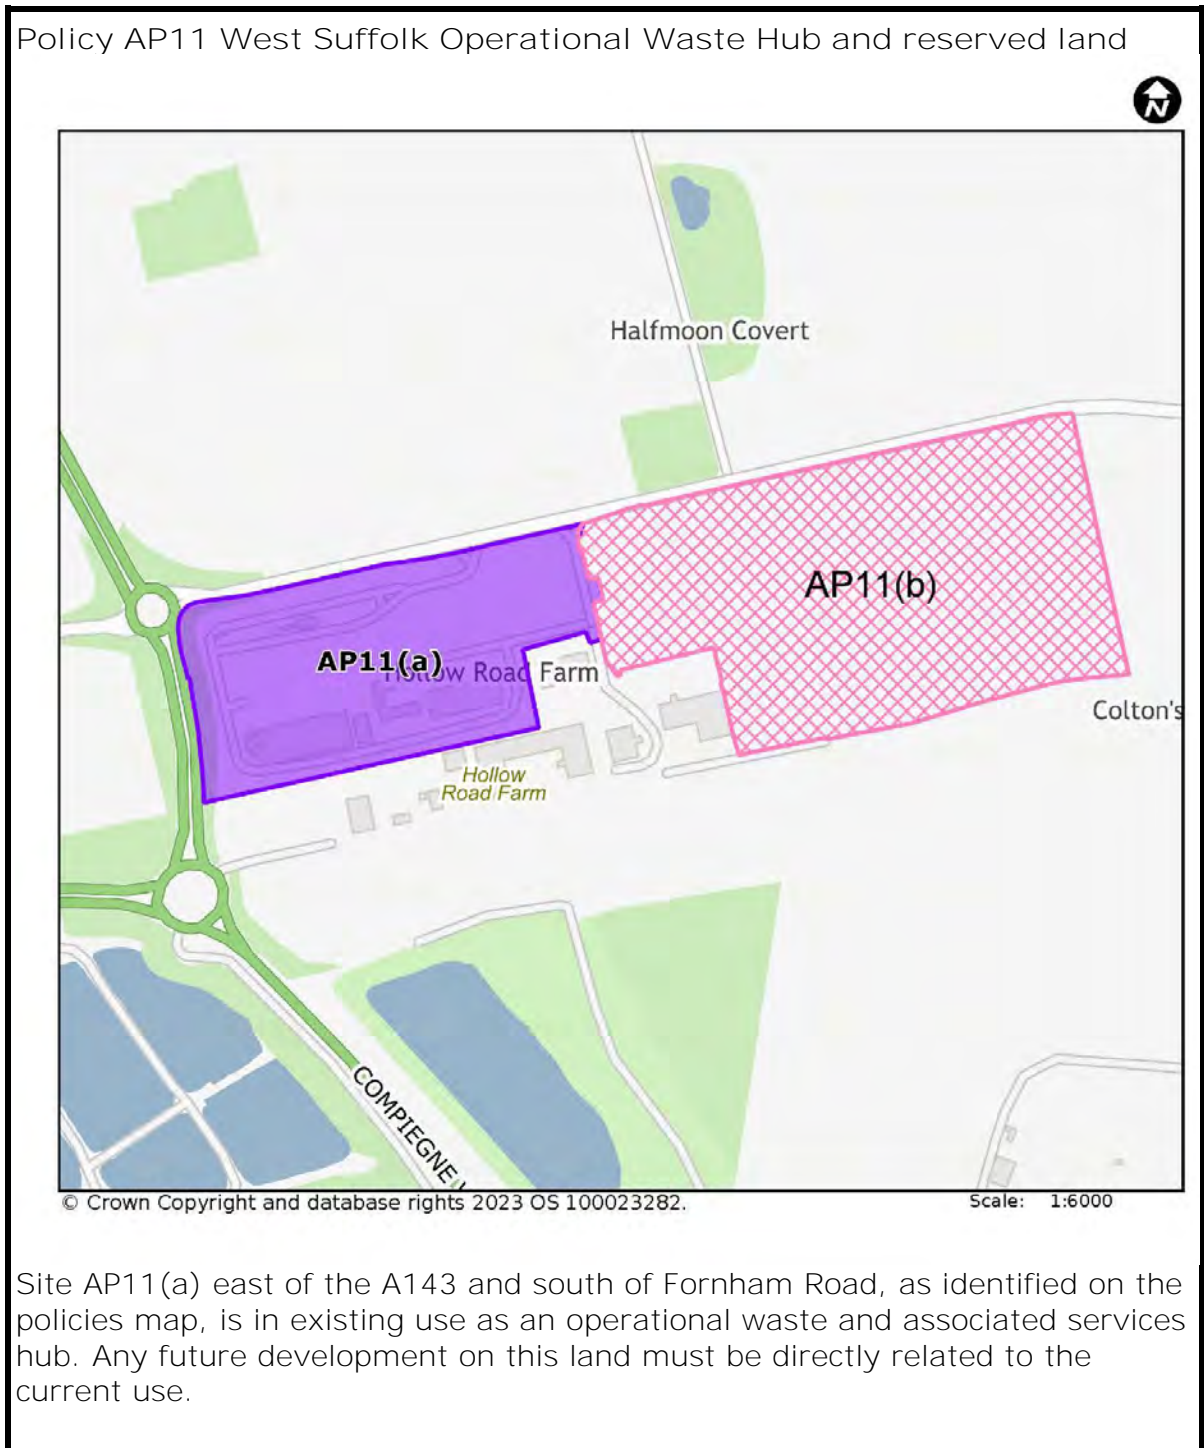 Policy AP11 West Suffolk Operational Waste Hub and reserved land
N
Halfmoon Covert
AP11(b)
AP11(a)
Hollow Road Farm
Colton's
Hollow
Road Farm
COMPIEGNE
© Crown Copyright and database rights 2023 OS 100023282.
Scale: 1:6000
Site AP11(a) east of the A143 and south of Fornham Road, as identified on the
policies map, is in existing use as an operational waste and associated services
hub. Any future development on this land must be directly related to the
current use.